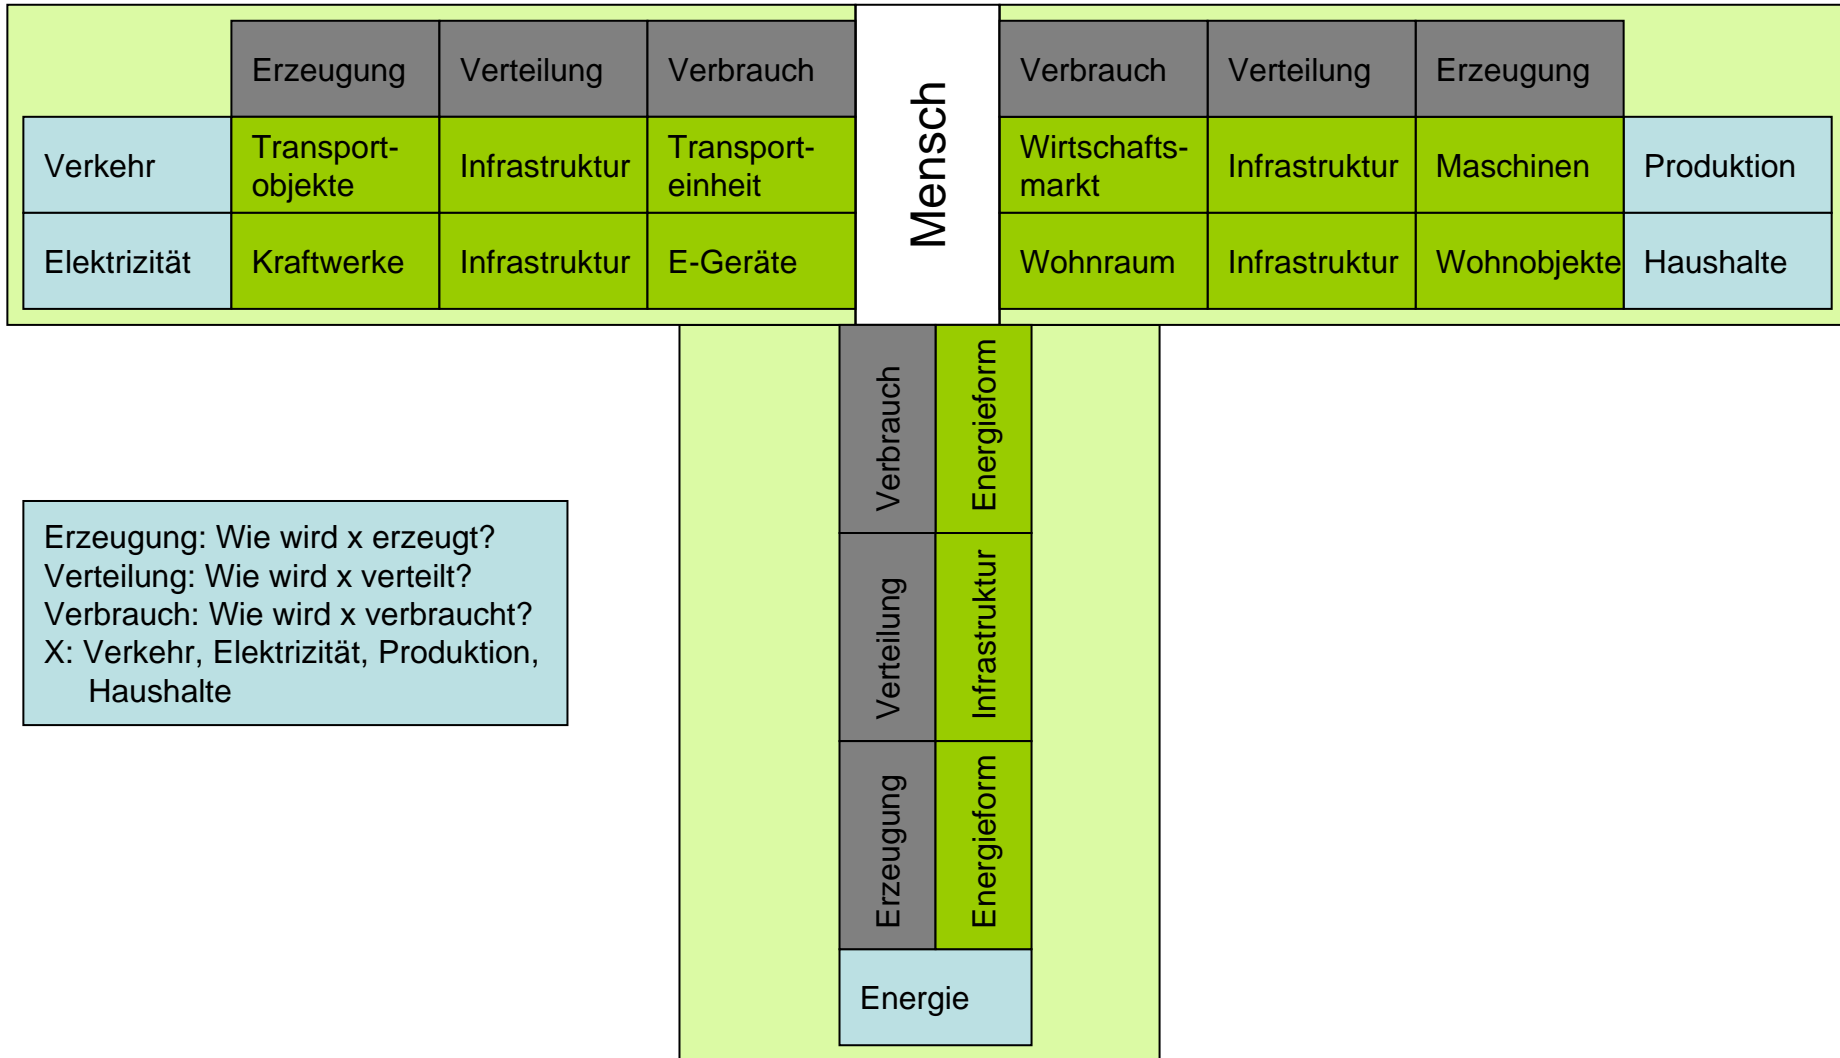 Erzeugung Verteilung Verbrauch Mensch Verbrauch Verteilung Erzeugung
Verkehr Transport- Infrastruktur Transport- Wirtschafts- Infrastruktur Maschinen Produktion
objekte einheit markt
Elektrizität Kraftwerke Infrastruktur E-Geräte Wohnraum Infrastruktur Wohnobjekte Haushalte
Verbrauch Energieform
Verteilung Infrastruktur
Erzeugung Energieform
Energie
Erzeugung: Wie wird x erzeugt?
Verteilung: Wie wird x verteilt?
Verbrauch: Wie wird x verbraucht?
X: Verkehr, Elektrizität, Produktion,
Haushalte